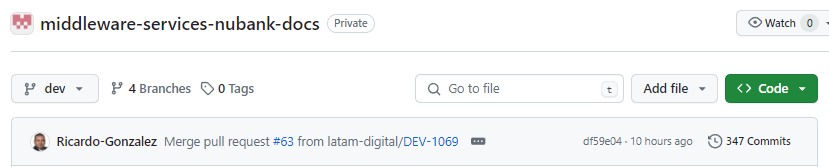 middleware-services-nubank-docs Private Watch 0
dev 4 Branches 0 Tags Go to file t Add file <> Code
Ricardo-Gonzalez Merge pull request #63 from latam-digital/DEV-1069 df59e04 · 10 hours ago 347 Commits